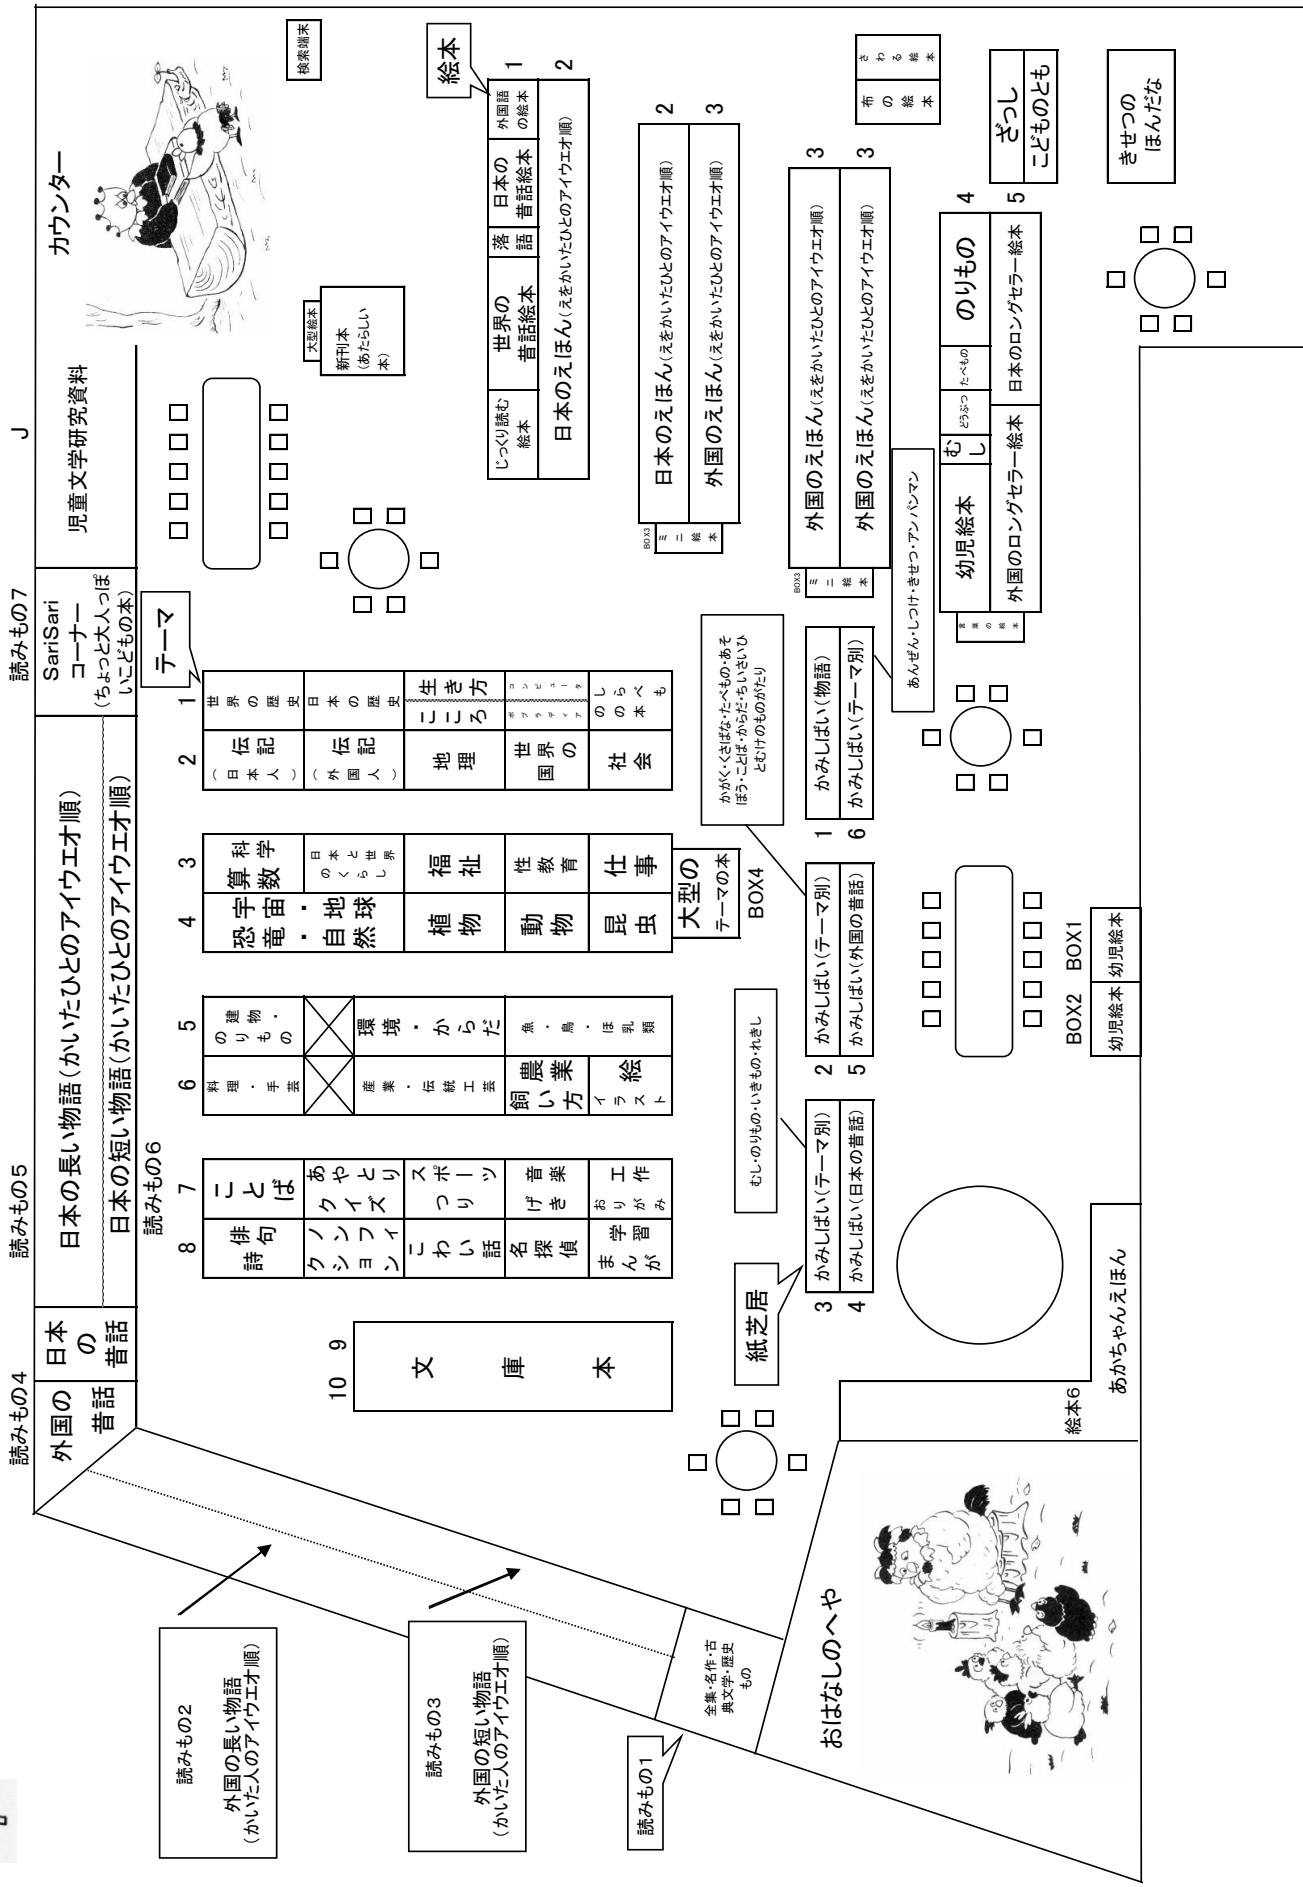 読みもの4
読みもの5
読みもの7
J
外国の
昔話
日本
の
昔話
日本の長い物語(かいたひとのアイウエオ順)
日本の短い物語(かいたひとのアイウエオ順)
読みもの6
SariSari
コーナー
(ちょっと大人っぽ
いこどもの本)
児童文学研究資料
カウンター
検索端末
大型絵本
新刊本
(あたらしい
本)
テーマ
1
世界の歴史
日本の歴史
生き方
こころ
コンピュータ
ポプラディア
しらべも
のの本
2
伝記
(日本人)
伝記
(外国人)
地理
世界の
国
社会
3
科学
算数
日本と世界
のくらし
福祉
性教育
仕事
4
宇宙・地球
恐竜・自然
植物
動物
昆虫
大型の
テーマの本
BOX4
5
建物・
のりもの
環境・からだ
魚・鳥・ほ乳類
6
料理・手芸
産業・伝統工芸
農業
飼い方
絵
イラスト
7
ことば
あやとり
クイズ
スポーツ
つり
音楽
げき
工作
おりがみ
8
俳句
詩
ノンフィ
クション
こわい話
名探偵
学習
まんが
10 9
文庫本
絵本
1
じっくり読む
絵本
世界の
昔話絵本
落語
日本の
昔話絵本
外国語
の絵本
2
日本のえほん(えをかいたひとのアイウエオ順)
BOX3
ミニ絵本
日本のえほん(えをかいたひとのアイウエオ順)
2
外国のえほん(えをかいたひとのアイウエオ順)
3
BOX3
ミニ絵本
外国のえほん(えをかいたひとのアイウエオ順)
3
外国のえほん(えをかいたひとのアイウエオ順)
3
さわる絵本
布の絵本
言葉の絵本
幼児絵本
むし
どうぶつ
たべもの
のりもの
4
外国のロングセラー絵本
日本のロングセラー絵本
5
ざっし
こどものとも
きせつの
ほんだな
かがく・くさばな・たべもの・あそ
ぼう・ことば・からだ・ちいさいひ
とむけのものがたり
あんぜん・しつけ・きせつ・アンパンマン
むし・のりもの・いきもの・れきし
紙芝居
1
かみしばい(物語)
6
かみしばい(テーマ別)
2
かみしばい(テーマ別)
5
かみしばい(外国の昔話)
3
かみしばい(テーマ別)
4
かみしばい(日本の昔話)
BOX2 BOX1
幼児絵本
幼児絵本
あかちゃんえほん
絵本6
おはなしのへや
読みもの2
外国の長い物語
(かいた人のアイウエオ順)
読みもの3
外国の短い物語
(かいた人のアイウエオ順)
読みもの1
全集・名作・古
典文学・歴史
もの